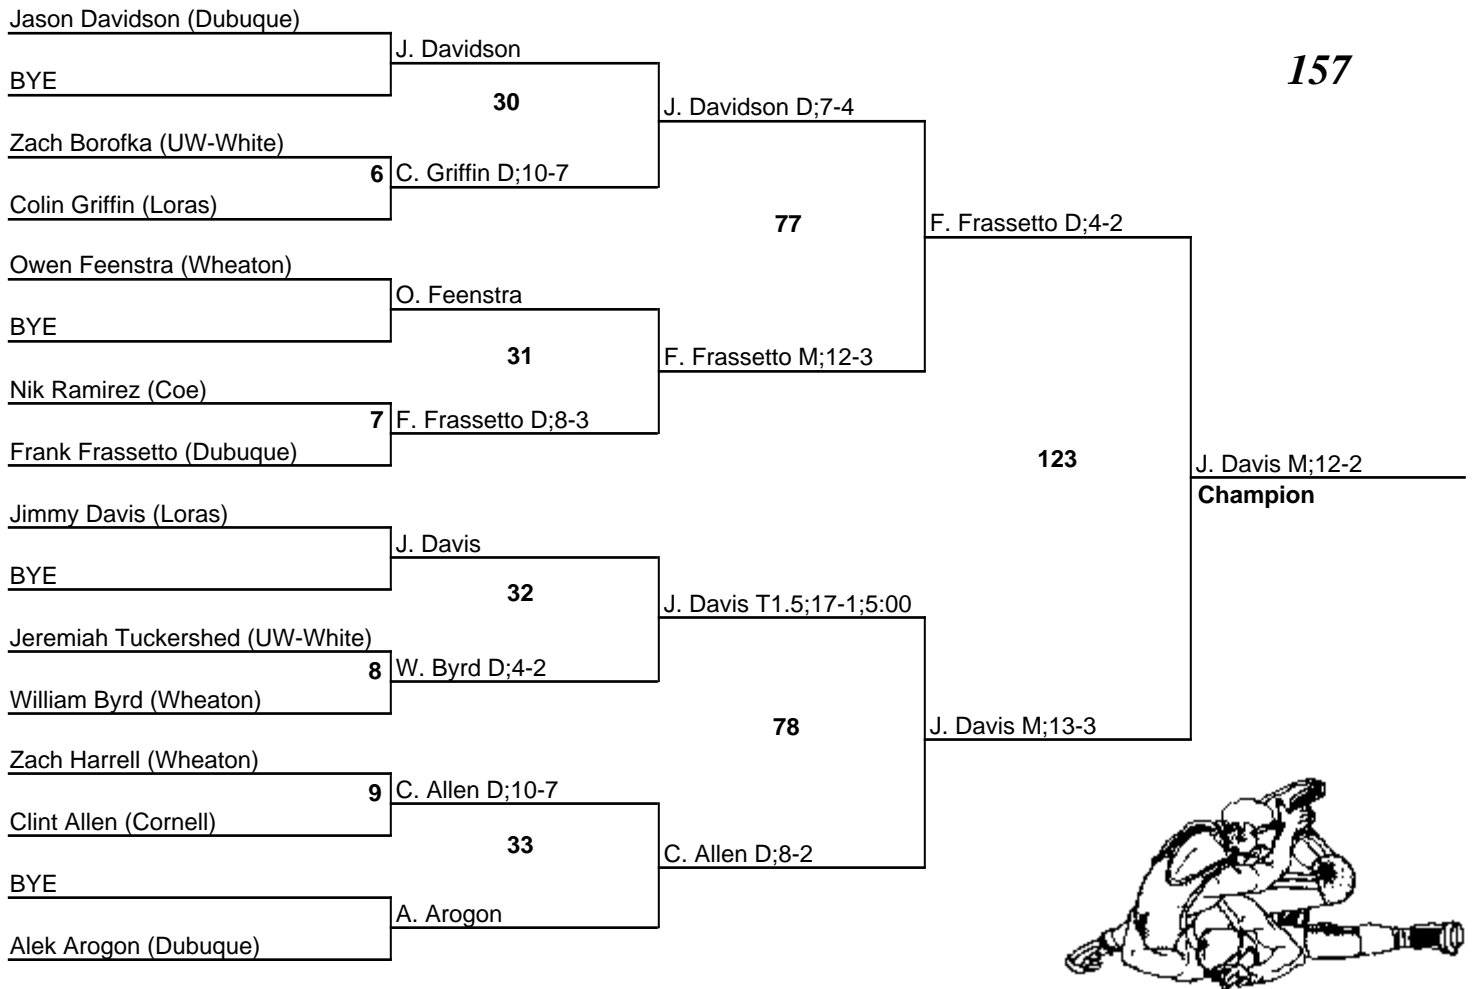 Jason Davidson (Dubuque)
J. Davidson
157
BYE
30
J. Davidson D;7-4
Zach Borofka (UW-White)
6
C. Griffin D;10-7
Colin Griffin (Loras)
77
F. Frassetto D;4-2
Owen Feenstra (Wheaton)
O. Feenstra
BYE
31
F. Frassetto M;12-3
Nik Ramirez (Coe)
7
F. Frassetto D;8-3
Frank Frassetto (Dubuque)
123
J. Davis M;12-2
Champion
Jimmy Davis (Loras)
J. Davis
BYE
32
J. Davis T1.5;17-1;5:00
Jeremiah Tuckershed (UW-White)
8
W. Byrd D;4-2
William Byrd (Wheaton)
78
J. Davis M;13-3
Zach Harrell (Wheaton)
9
C. Allen D;10-7
Clint Allen (Cornell)
33
C. Allen D;8-2
BYE
A. Arogon
Alek Arogon (Dubuque)